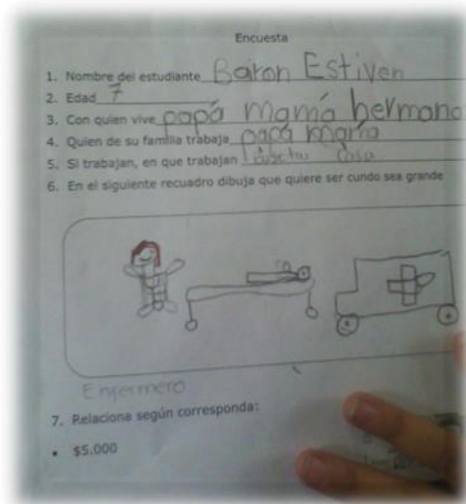 Encuesta
1. Nombre del estudiante Baron Estiven
2. Edad 7
3. Con quien vive papá mamá hermano
4. Quien de su familia trabaja papá
5. Si trabajan, en que trabajan casa
6. En el siguiente recuadro dibuja que quiere ser cundo sea grande
Enfermero
7. Relaciona según corresponda:
• $5.000